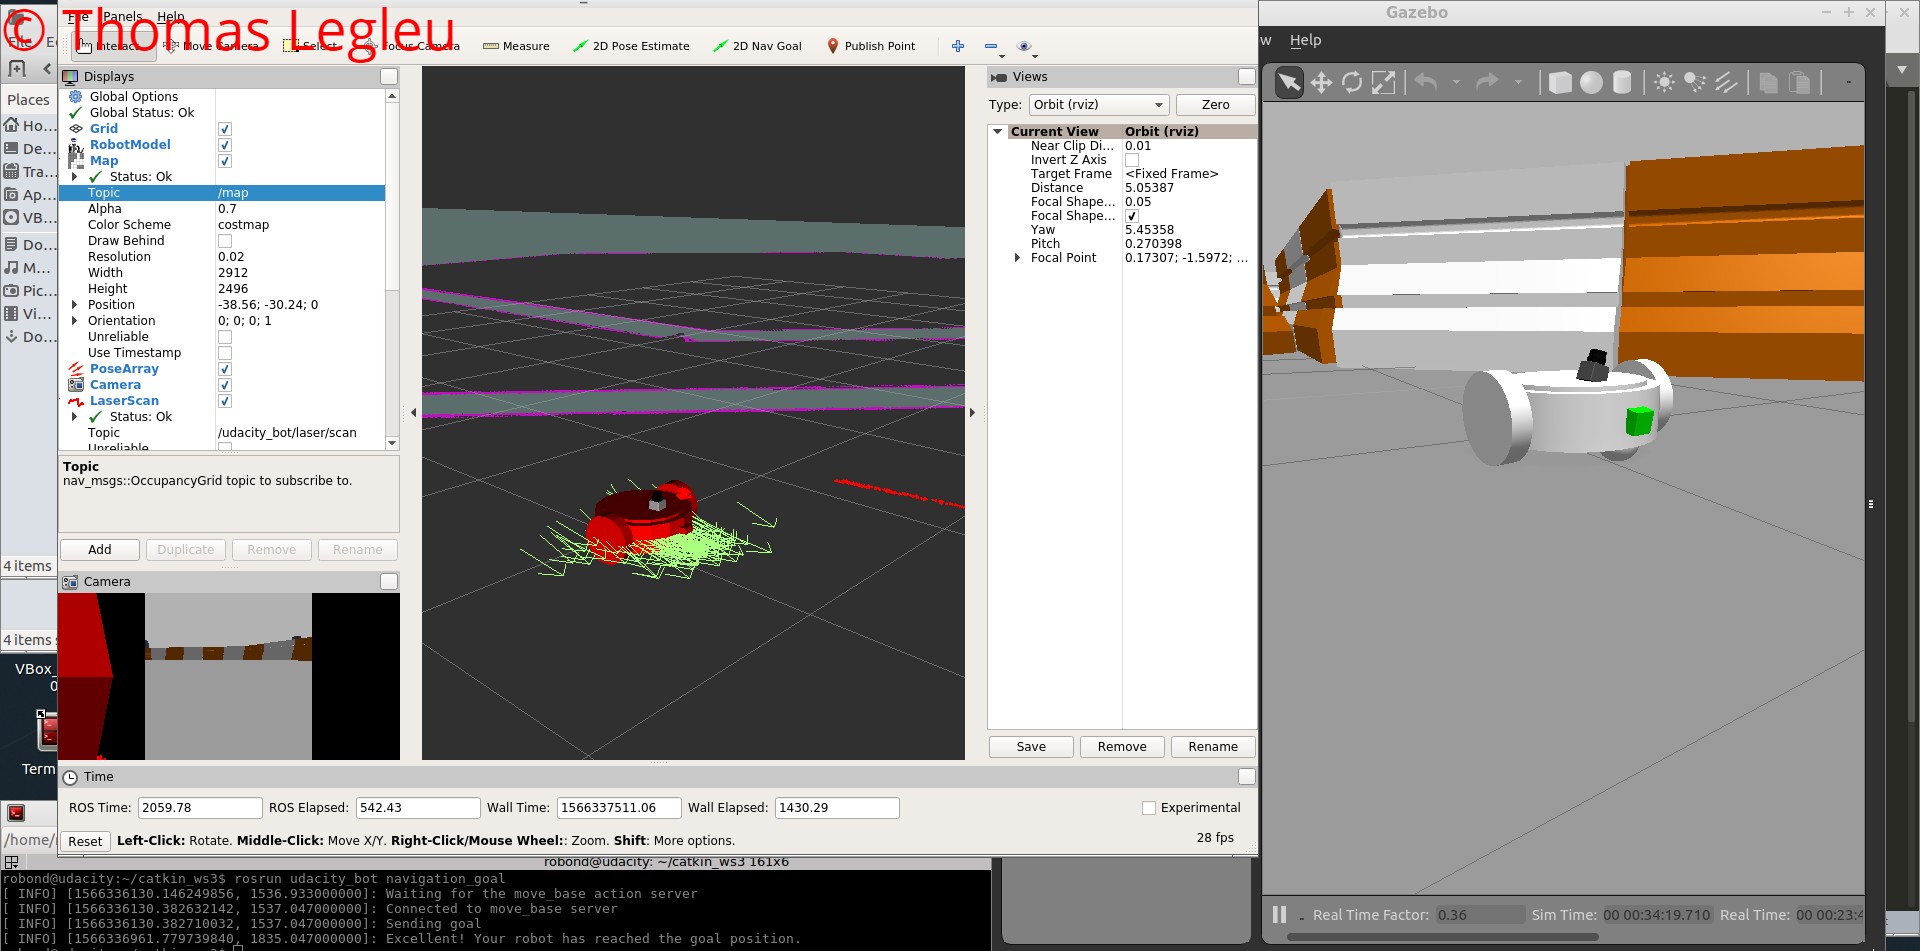 © Thomas Legleu
File Panels Help
Interact Move Camera Select Focus Camera Measure 2D Pose Estimate 2D Nav Goal Publish Point
Displays
Global Options
Global Status: Ok
Grid
RobotModel
Map
Status: Ok
Topic /map
Alpha 0.7
Color Scheme costmap
Draw Behind
Resolution 0.02
Width 2912
Height 2496
Position -38.56; -30.24; 0
Orientation 0; 0; 0; 1
Unreliable
Use Timestamp
PoseArray
Camera
LaserScan
Status: Ok
Topic /udacity_bot/laser/scan
Unreliable
Topic
nav_msgs::OccupancyGrid topic to subscribe to.
Add Duplicate Remove Rename
Camera
Views
Type: Orbit (rviz) Zero
Current View Orbit (rviz)
Near Clip Di... 0.01
Invert Z Axis
Target Frame <Fixed Frame>
Distance 5.05387
Focal Shape... 0.05
Focal Shape...
Yaw 5.45358
Pitch 0.270398
Focal Point 0.17307; -1.5972; ...
Save Remove Rename
Time
ROS Time: 2059.78 ROS Elapsed: 542.43 Wall Time: 1566337511.06 Wall Elapsed: 1430.29 Experimental
Reset Left-Click: Rotate. Middle-Click: Move X/Y. Right-Click/Mouse Wheel:: Zoom. Shift: More options. 28 fps
Gazebo
w Help
Real Time Factor: 0.36 Sim Time: 00 00:34:19.710 Real Time: 00 00:23:4
Places
Ho...
De...
Tra...
Ap...
VB...
Do...
M...
Pic...
Vi...
Do...
4 items
4 items s
VBox_
0
Term
/home/
robond@udacity: ~/catkin_ws3 161x6
robond@udacity:~/catkin_ws3$ rosrun udacity_bot navigation_goal
[ INFO] [1566336130.146249856, 1536.933000000]: Waiting for the move_base action server
[ INFO] [1566336130.382632142, 1537.047000000]: Connected to move_base server
[ INFO] [1566336130.382710032, 1537.047000000]: Sending goal
[ INFO] [1566336961.779739840, 1835.047000000]: Excellent! Your robot has reached the goal position.